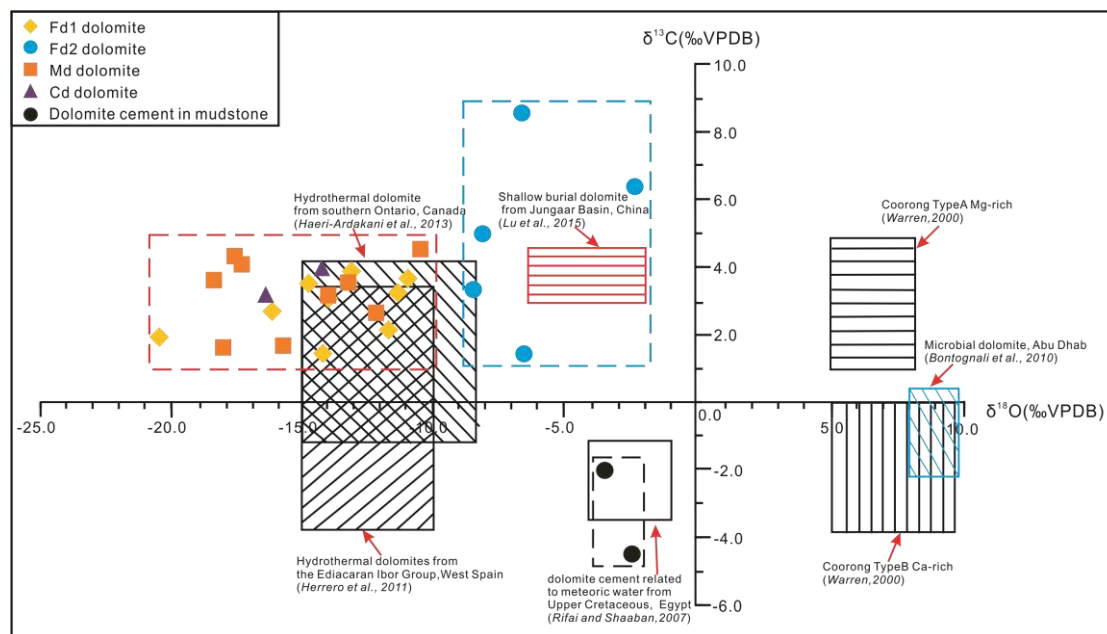 Fd1 dolomite
Fd2 dolomite
Md dolomite
Cd dolomite
Dolomite cement in mudstone
δ¹³C(‰VPDB)
10.0
8.0
6.0
4.0
2.0
0.0
-2.0
-4.0
-6.0
-25.0
-20.0
-15.0
-10.0
-5.0
5.0
10.0
δ¹⁸O(‰VPDB)
Hydrothermal dolomite
from southern Ontario, Canada
(Haeri-Ardakani et al., 2013)
Shallow burial dolomite
from Jungaar Basin, China
(Lu et al., 2015)
Coorong TypeA Mg-rich
(Warren,2000)
Microbial dolomite, Abu Dhab
(Bontognali et al., 2010)
Hydrothermal dolomites from
the Ediacaran Ibor Group,West Spain
(Herrero et al., 2011)
dolomite cement related
to meteoric water from
Upper Cretaceous, Egypt
(Rifai and Shaaban,2007)
Coorong TypeB Ca-rich
(Warren,2000)